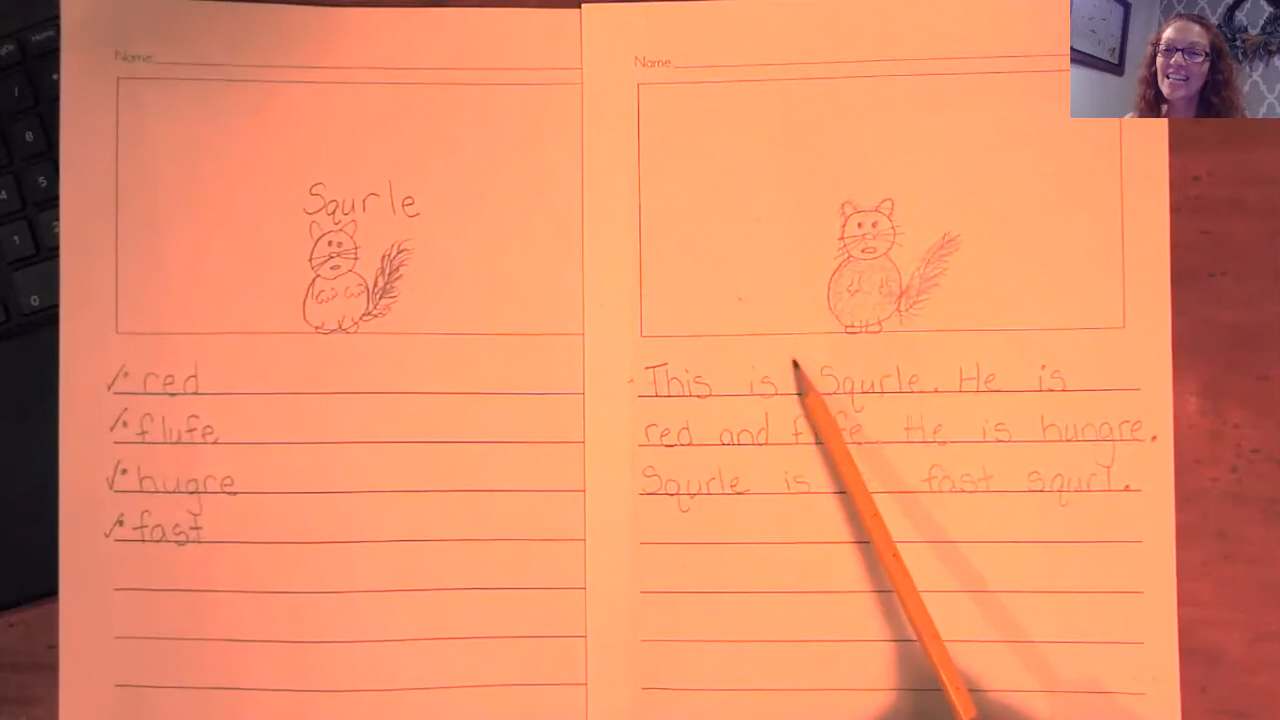 Name
Squrle
red
flufe
hugre
fast
Name
This is Squrle. He is
red and He is hungre.
Squrle is fast squrl.